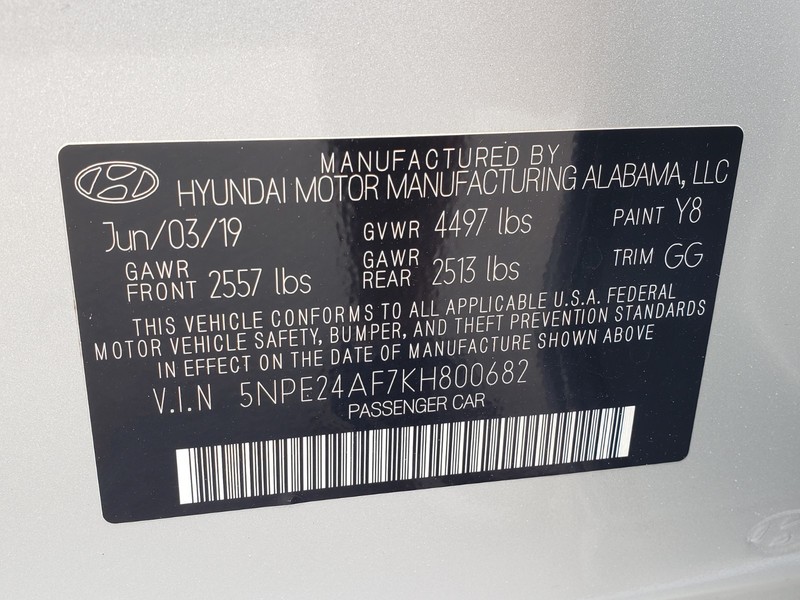 MANUFACTURED BY
HYUNDAI MOTOR MANUFACTURING ALABAMA, LLC
Jun/03/19 GVWR 4497 lbs PAINT Y8
GAWR FRONT 2557 lbs GAWR REAR 2513 lbs TRIM GG
THIS VEHICLE CONFORMS TO ALL APPLICABLE U.S.A. FEDERAL
MOTOR VEHICLE SAFETY, BUMPER, AND THEFT PREVENTION STANDARDS
IN EFFECT ON THE DATE OF MANUFACTURE SHOWN ABOVE
V.I.N 5NPE24AF7KH800682
PASSENGER CAR